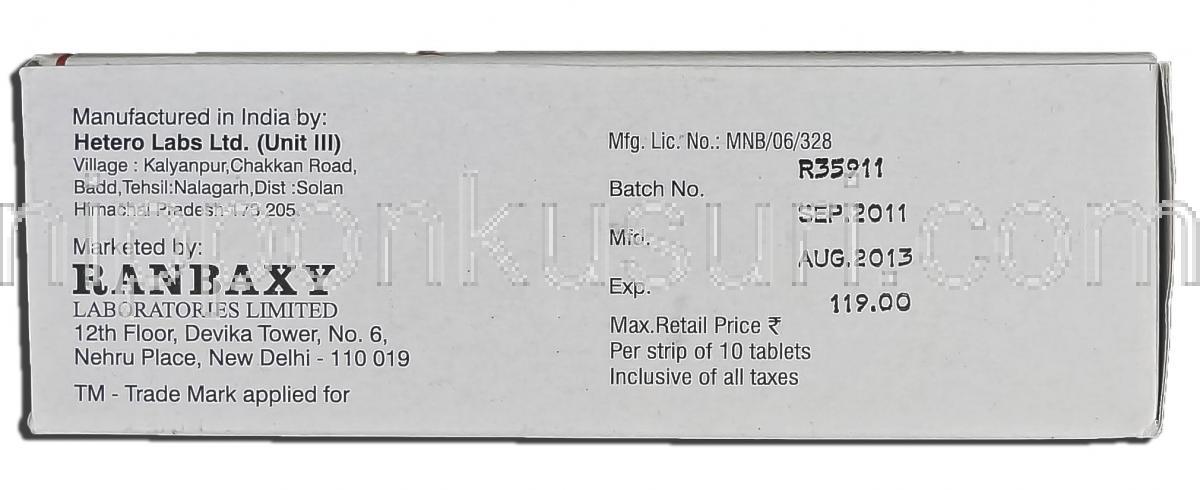 Manufactured in India by:
Hetero Labs Ltd. (Unit III)
Village : Kalyanpur,Chakkan Road,
Badd,Tehsil:Nalagarh,Dist :Solan
Himachal Pradesh-173 205.
Marketed by:
RANBAXY
LABORATORIES LIMITED
12th Floor, Devika Tower, No. 6,
Nehru Place, New Delhi - 110 019
TM - Trade Mark applied for
Mfg. Lic. No.: MNB/06/328
R35911
Batch No.
SEP.2011
Mfd.
AUG.2013
Exp.
119.00
Max.Retail Price ₹
Per strip of 10 tablets
Inclusive of all taxes
nipponkusuri.com